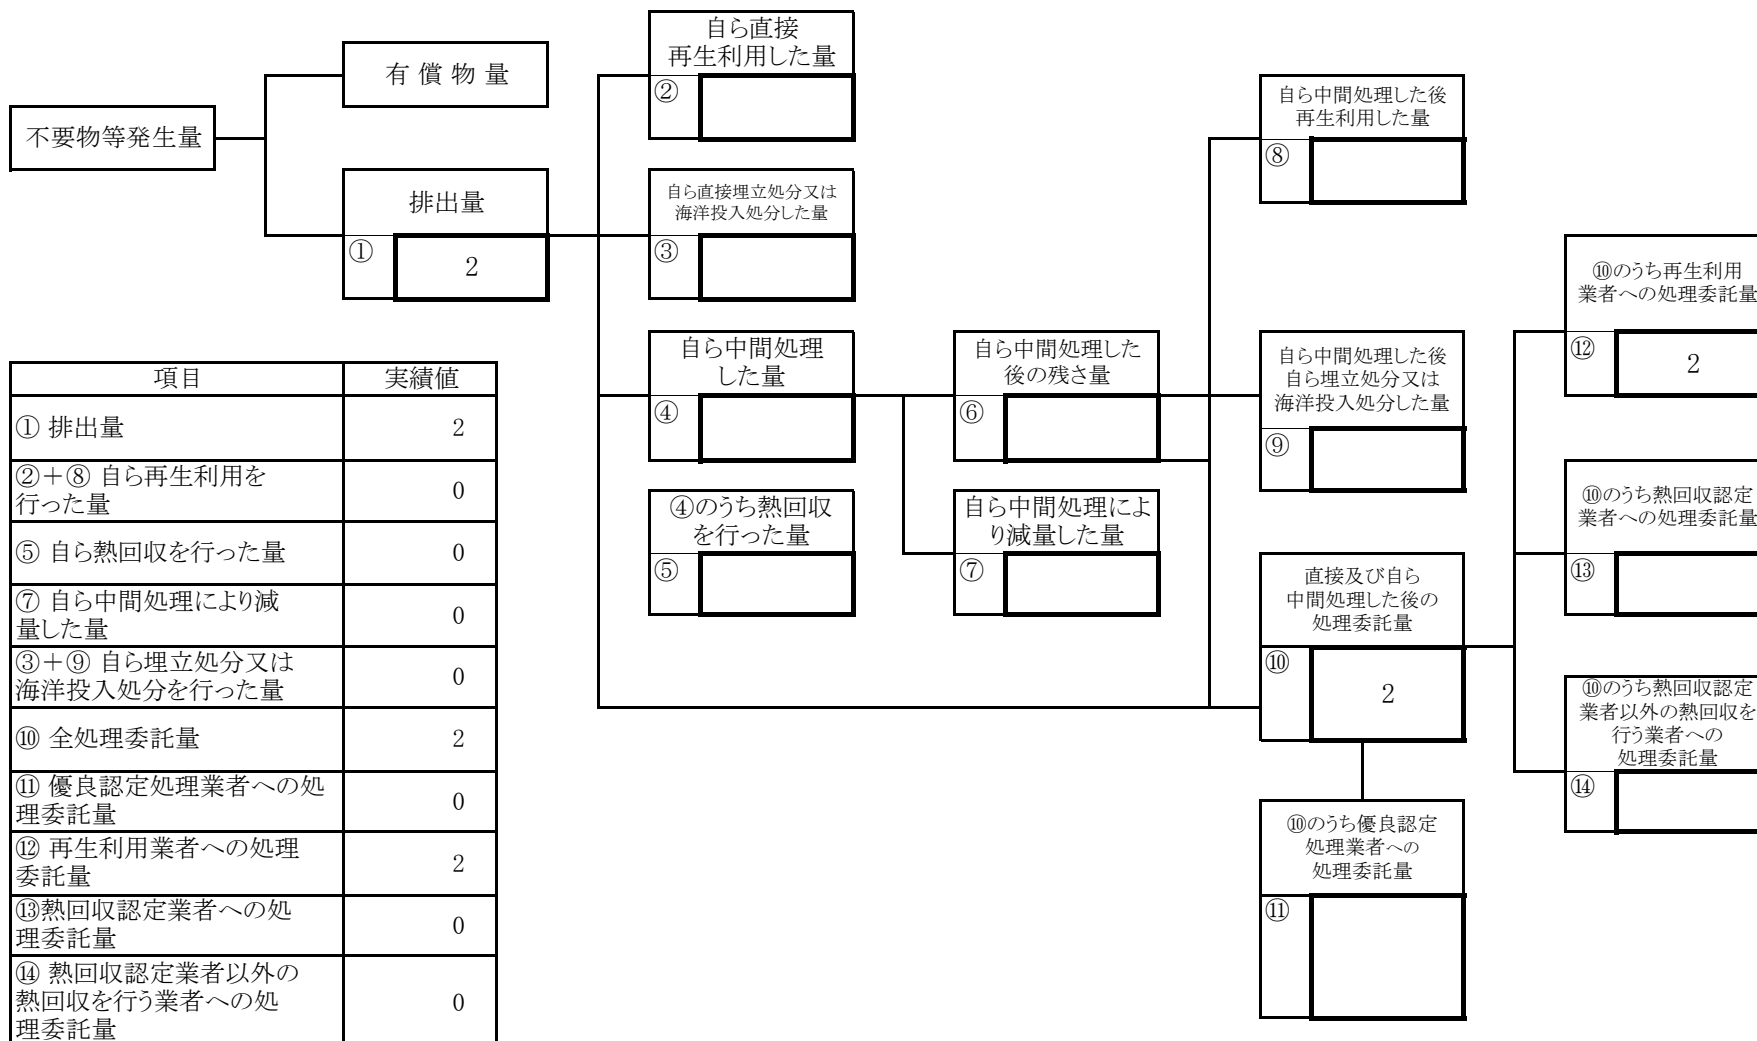 不要物等発生量
有償物量
排出量
①
2
自ら直接
再生利用した量
②
自ら直接埋立処分又は
海洋投入処分した量
③
自ら中間処理
した量
④
④のうち熱回収
を行った量
⑤
自ら中間処理した
後の残さ量
⑥
自ら中間処理によ
り減量した量
⑦
自ら中間処理した後
再生利用した量
⑧
自ら中間処理した後
自ら埋立処分又は
海洋投入処分した量
⑨
直接及び自ら
中間処理した後の
処理委託量
⑩
2
⑩のうち優良認定
処理業者への
処理委託量
⑪
⑩のうち再生利用
業者への処理委託量
⑫
2
⑩のうち熱回収認定
業者への処理委託量
⑬
⑩のうち熱回収認定
業者以外の熱回収を
行う業者への
処理委託量
⑭
項目 実績値
① 排出量 2
②＋⑧ 自ら再生利用を
行った量 0
⑤ 自ら熱回収を行った量 0
⑦ 自ら中間処理により減
量した量 0
③＋⑨ 自ら埋立処分又は
海洋投入処分を行った量 0
⑩ 全処理委託量 2
⑪ 優良認定処理業者への処
理委託量 0
⑫ 再生利用業者への処理
委託量 2
⑬熱回収認定業者への処
理委託量 0
⑭ 熱回収認定業者以外の
熱回収を行う業者への処
理委託量 0